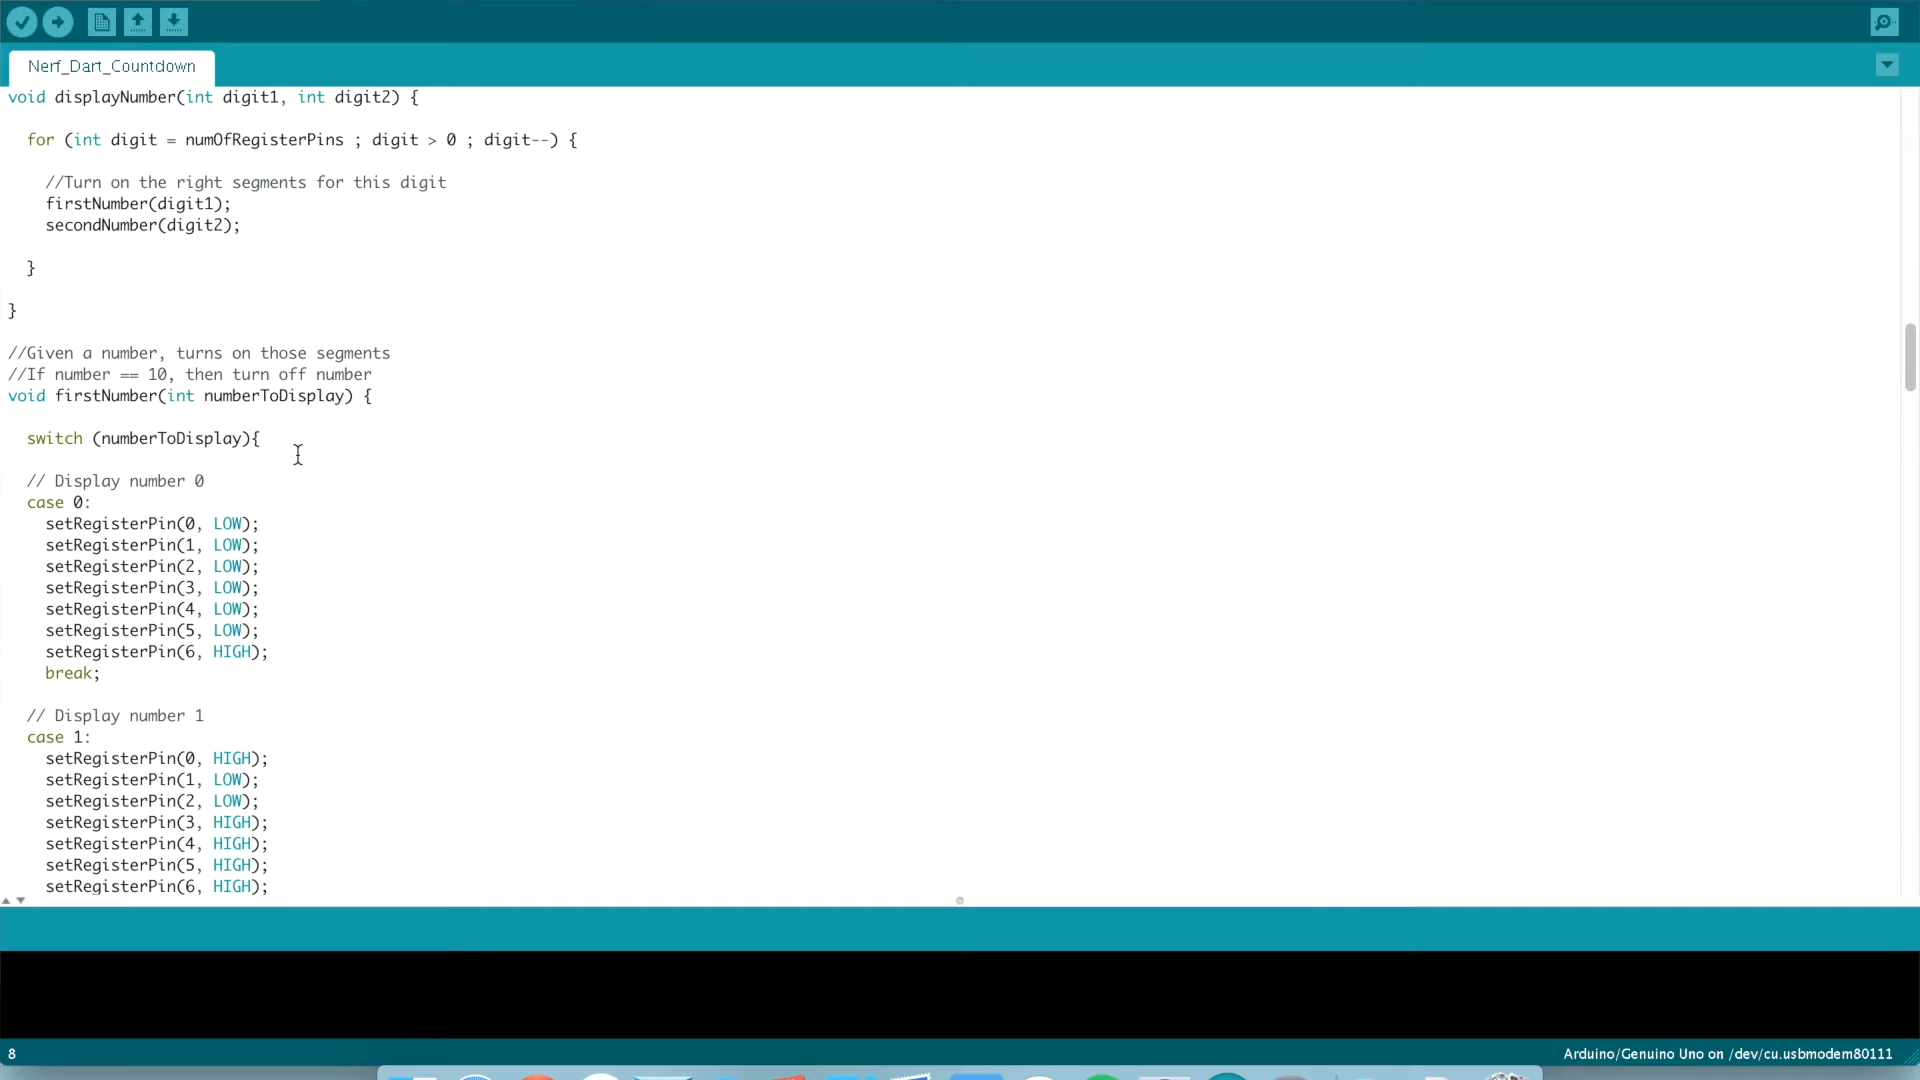 Nerf_Dart_Countdown
void displayNumber(int digit1, int digit2) {
for (int digit = numOfRegisterPins ; digit > 0 ; digit--) {
//Turn on the right segments for this digit
firstNumber(digit1);
secondNumber(digit2);
}
}
//Given a number, turns on those segments
//If number == 10, then turn off number
void firstNumber(int numberToDisplay) {
switch (numberToDisplay){
// Display number 0
case 0:
setRegisterPin(0, LOW);
setRegisterPin(1, LOW);
setRegisterPin(2, LOW);
setRegisterPin(3, LOW);
setRegisterPin(4, LOW);
setRegisterPin(5, LOW);
setRegisterPin(6, HIGH);
break;
// Display number 1
case 1:
setRegisterPin(0, HIGH);
setRegisterPin(1, LOW);
setRegisterPin(2, LOW);
setRegisterPin(3, HIGH);
setRegisterPin(4, HIGH);
setRegisterPin(5, HIGH);
setRegisterPin(6, HIGH);
8
Arduino/Genuino Uno on /dev/cu.usbmodem80111